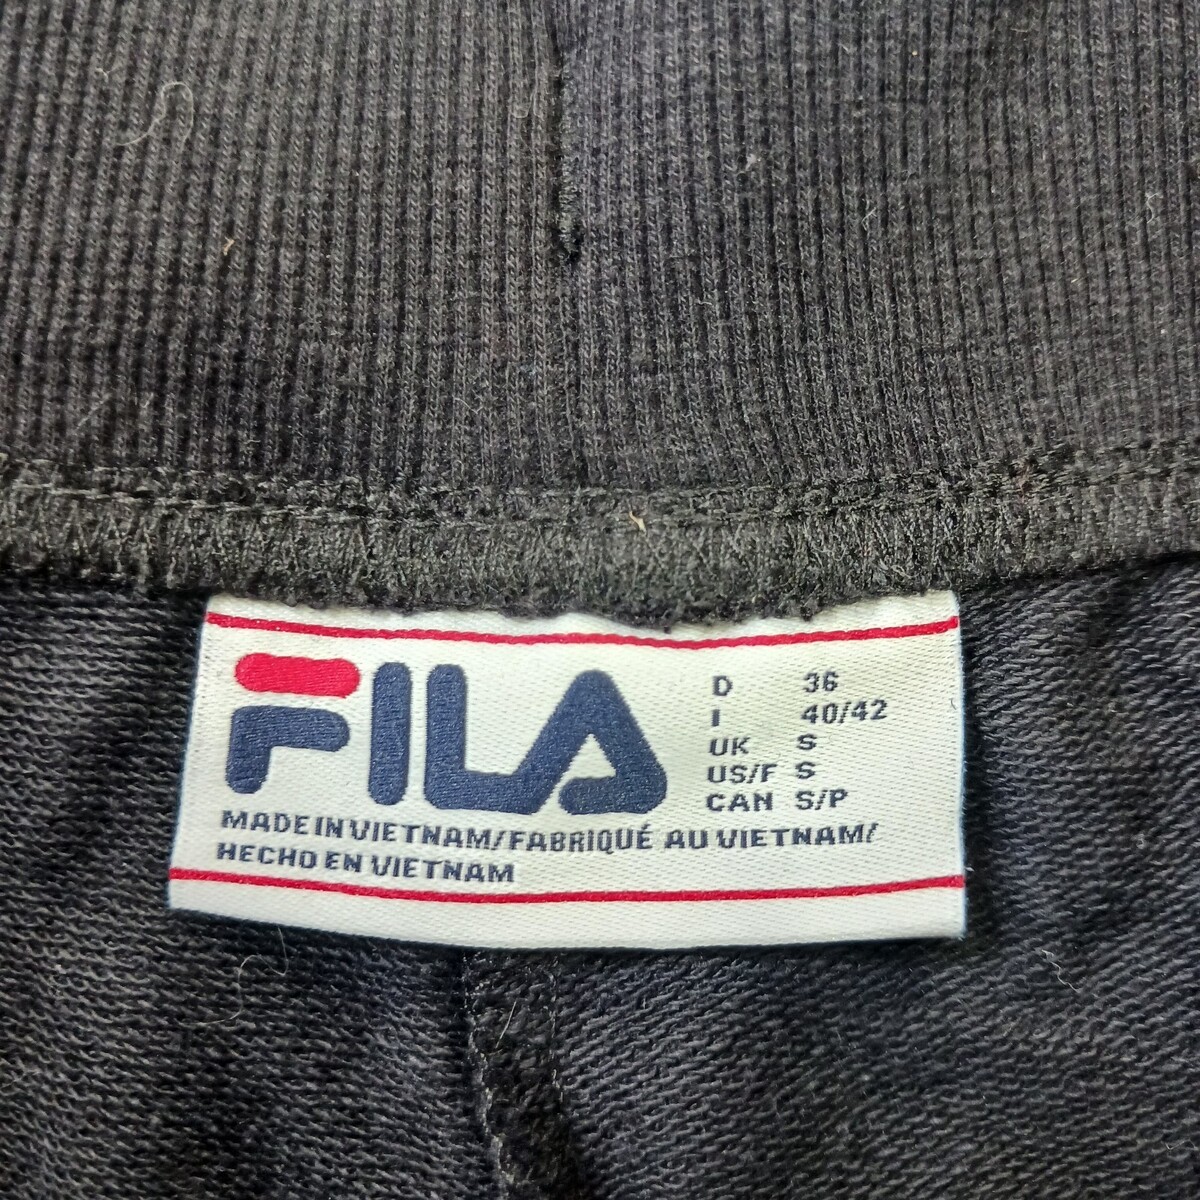 FILA
D 36
I 40/42
UK S
US/F S
CAN S/P
MADE IN VIETNAM/FABRIQUÉ AU VIETNAM/
HECHO EN VIETNAM